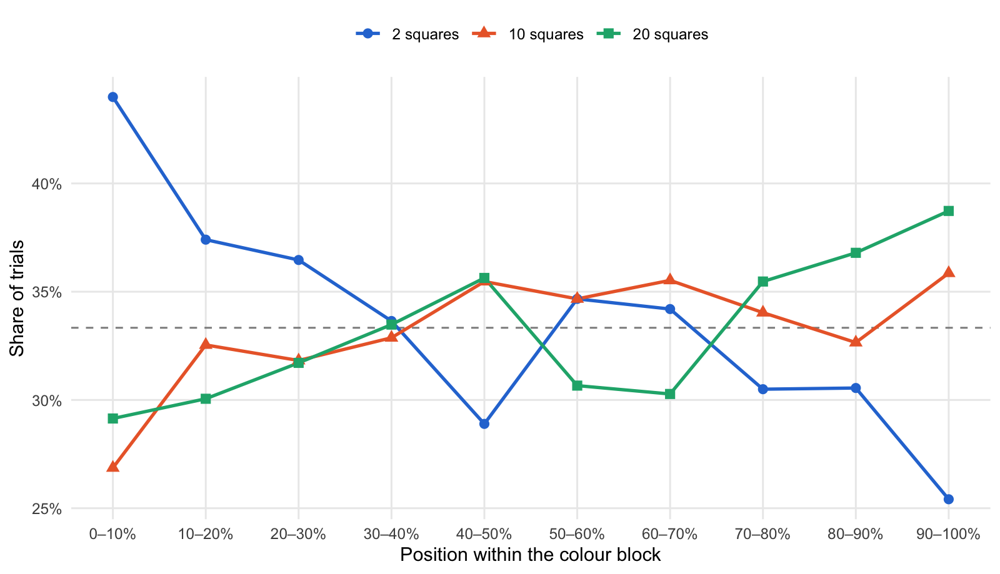 2 squares 10 squares 20 squares
Share of trials
40%
35%
30%
25%
0–10% 10–20% 20–30% 30–40% 40–50% 50–60% 60–70% 70–80% 80–90% 90–100%
Position within the colour block